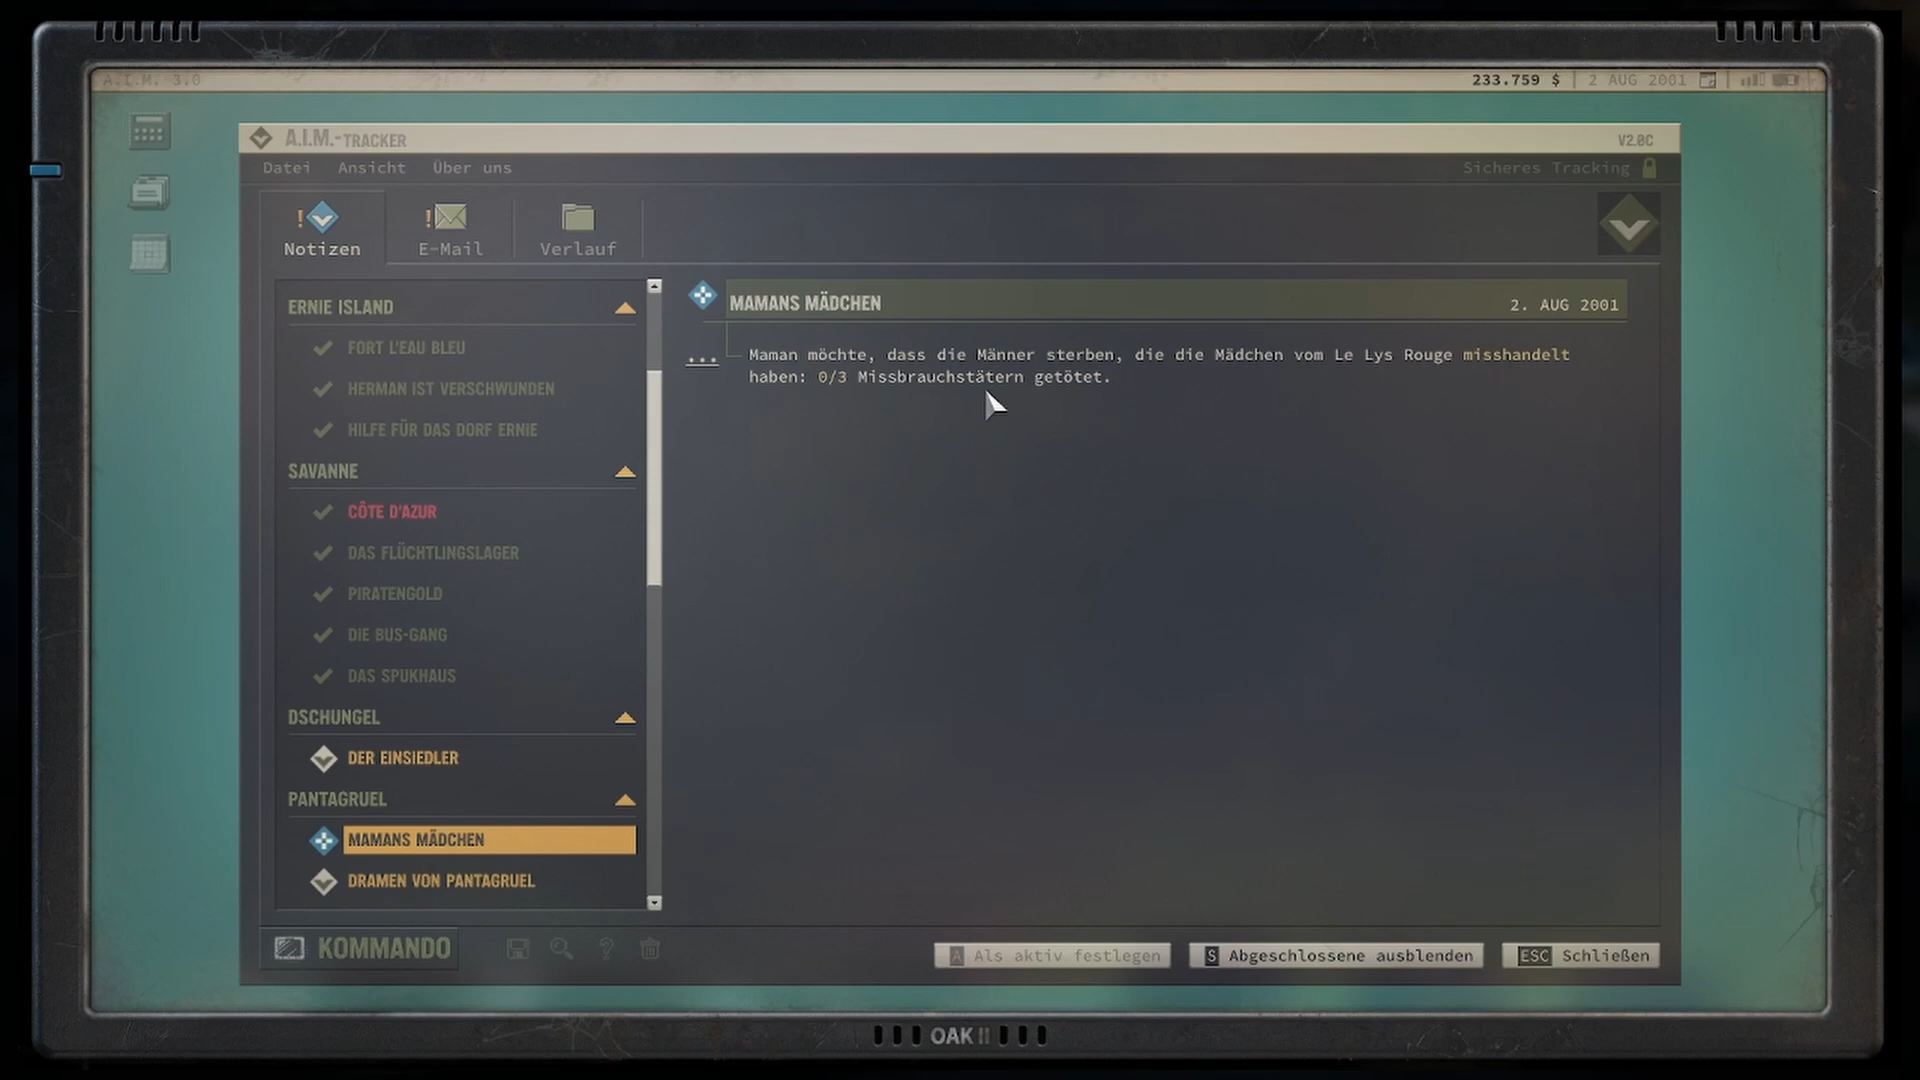 A.I.M. 3.0
233.759 $ | 2 AUG 2001
A.I.M.-TRACKER
V2.0C
Datei Ansicht Über uns
Sicheres Tracking
! Notizen
! E-Mail
Verlauf
ERNIE ISLAND
FORT L'EAU BLEU
HERMAN IST VERSCHWUNDEN
HILFE FÜR DAS DORF ERNIE
SAVANNE
CÔTE D'AZUR
DAS FLÜCHTLINGSLAGER
PIRATENGOLD
DIE BUS-GANG
DAS SPUKHAUS
DSCHUNGEL
DER EINSIEDLER
PANTAGRUEL
MAMANS MÄDCHEN
DRAMEN VON PANTAGRUEL
MAMANS MÄDCHEN
2. AUG 2001
Maman möchte, dass die Männer sterben, die die Mädchen vom Le Lys Rouge misshandelt
haben: 0/3 Missbrauchstätern getötet.
KOMMANDO
?
A Als aktiv festlegen
S Abgeschlossene ausblenden
ESC Schließen
OAK II